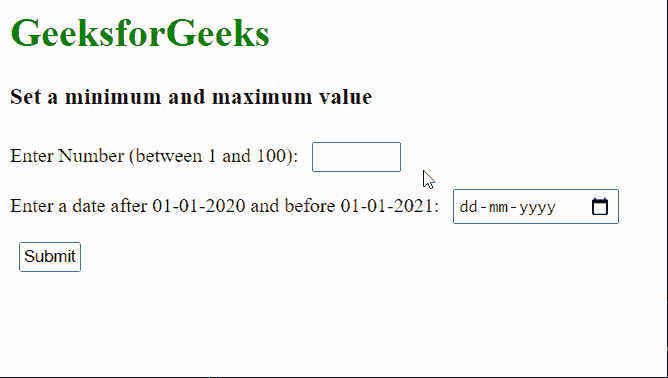 GeeksforGeeks
Set a minimum and maximum value
Enter Number (between 1 and 100):
Enter a date after 01-01-2020 and before 01-01-2021: dd-mm-yyyy
Submit